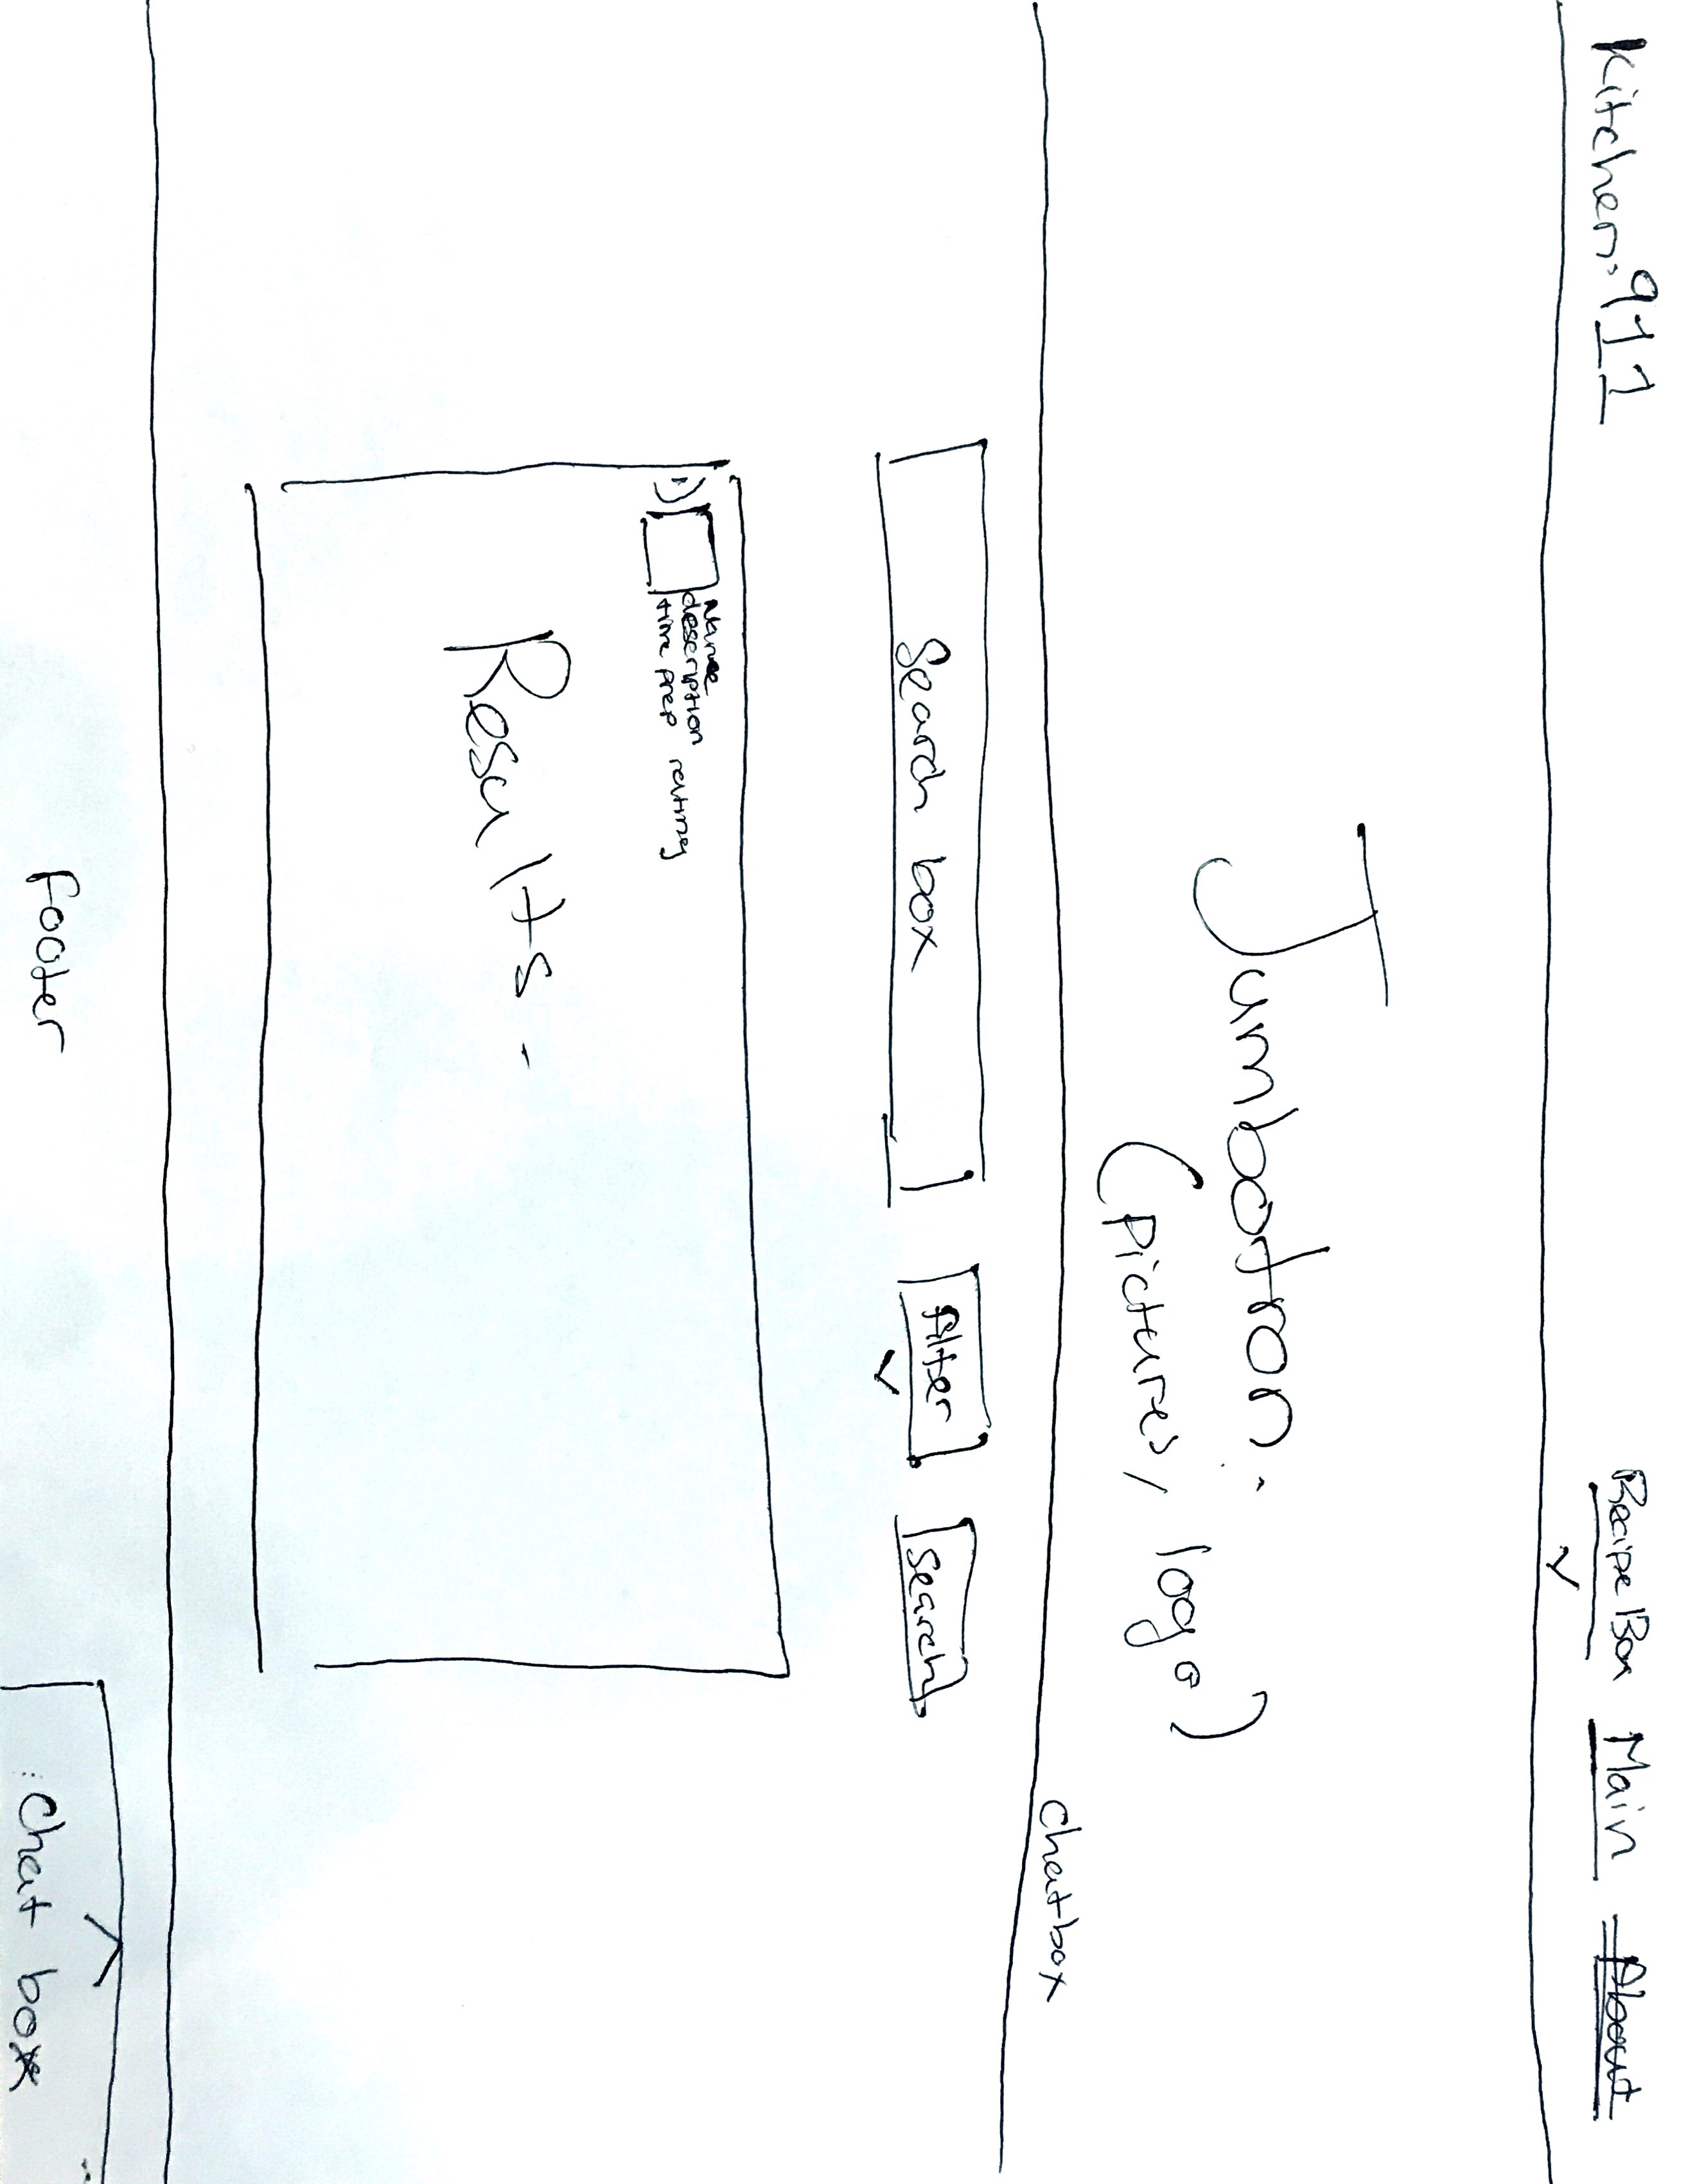 Kitchen-911
Recipe Box Main About
Jumbotron.
(Pictures, logo)
Chatbox
Search box
filter
Search
1)
Name
description rating
time prep
Results -
Footer
Chat box